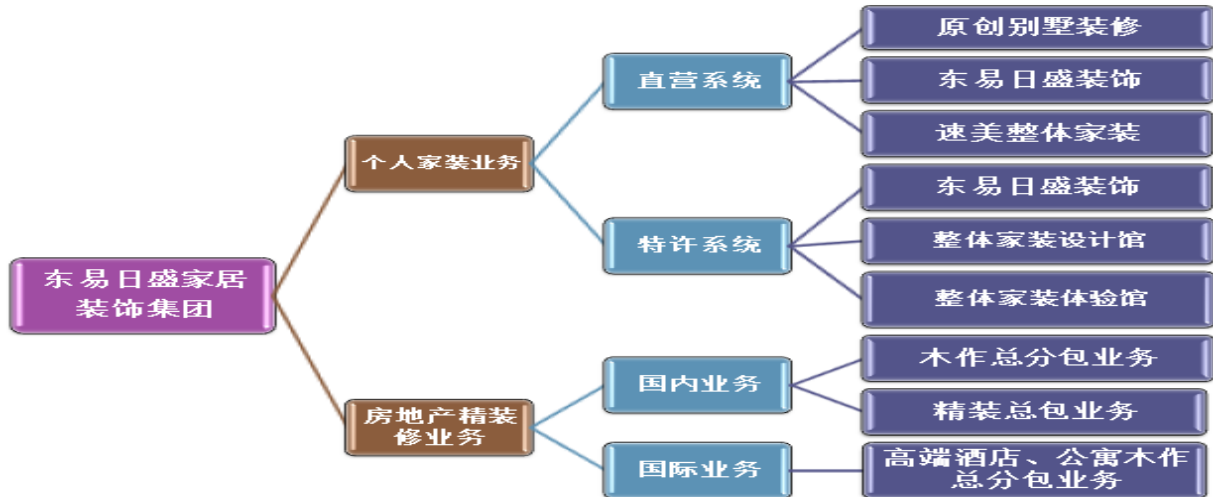 东易日盛家居
装饰集团
个人家装业务
直营系统
原创别墅装修
东易日盛装饰
速美整体家装
特许系统
东易日盛装饰
整体家装设计馆
整体家装体验馆
房地产精装
修业务
国内业务
木作总分包业务
精装总包业务
国际业务
高端酒店、公寓木作
总分包业务